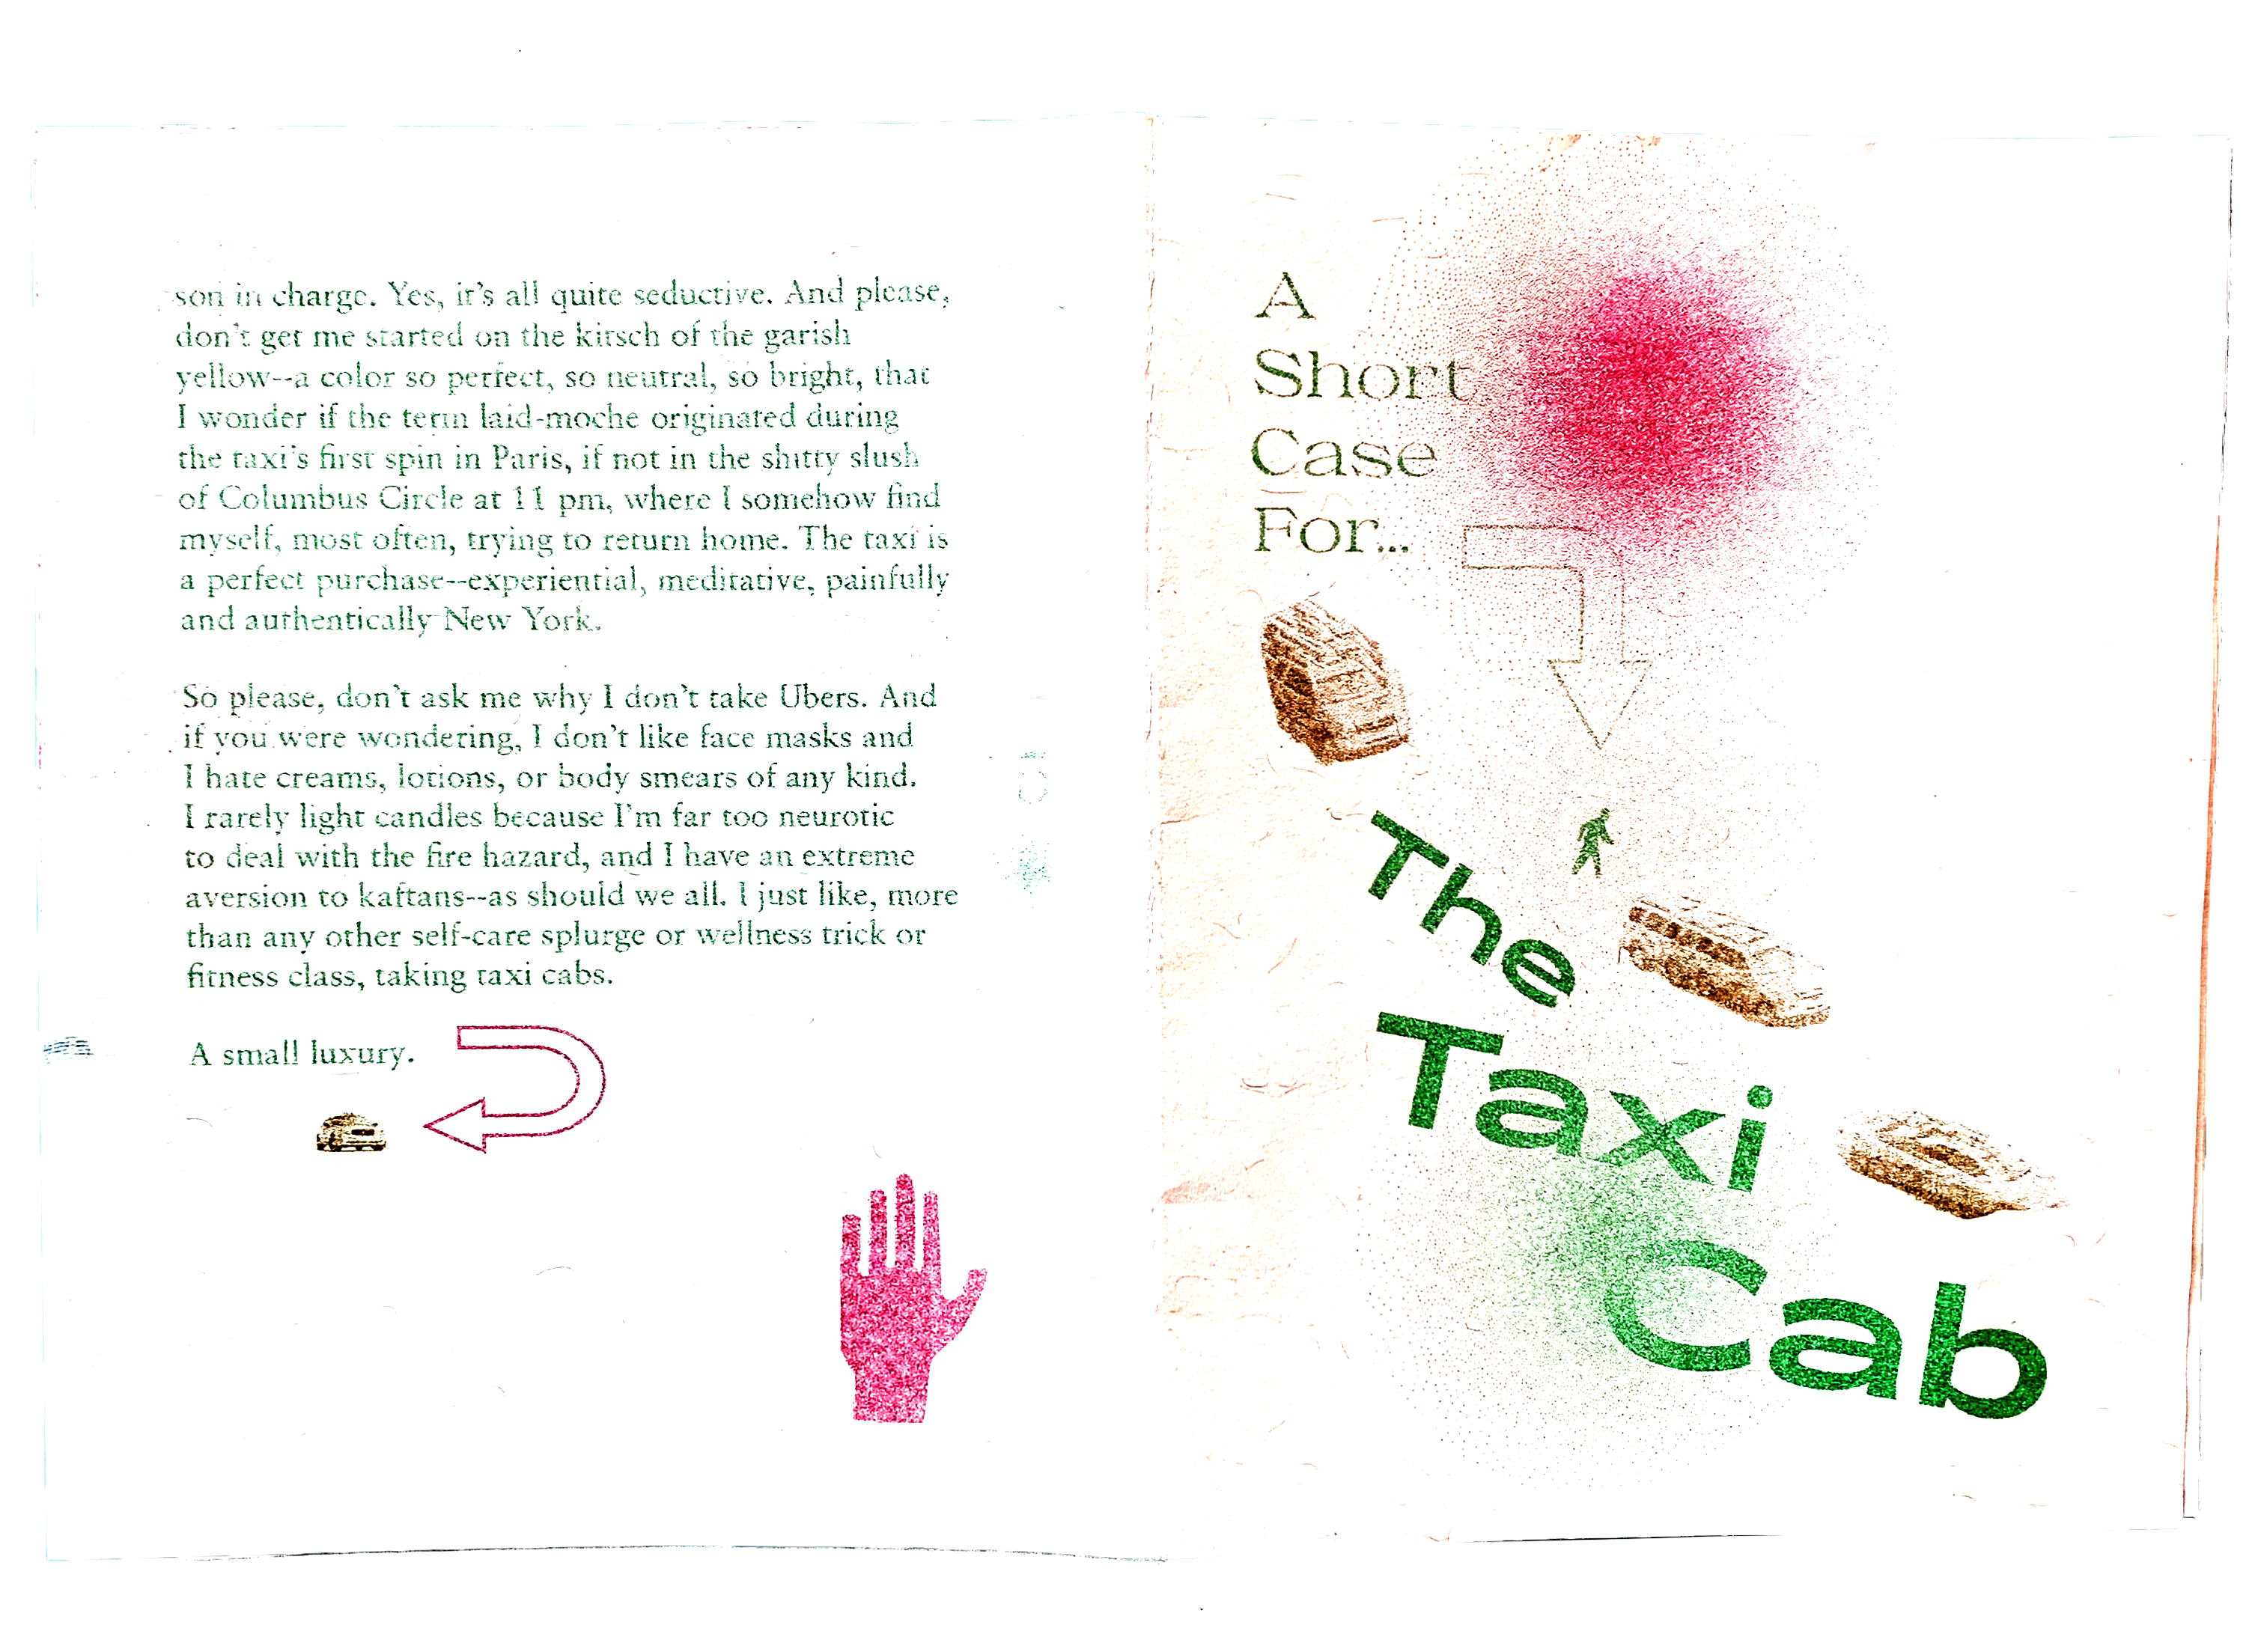 son in charge. Yes, it's all quite seductive. And please,
don't get me started on the kitsch of the garish
yellow--a color so perfect, so neutral, so bright, that
I wonder if the term laid-moche originated during
the taxi's first spin in Paris, if not in the shitty slush
of Columbus Circle at 11 pm, where I somehow find
myself, most often, trying to return home. The taxi is
a perfect purchase--experiential, meditative, painfully
and authentically New York.
So please, don't ask me why I don't take Ubers. And
if you were wondering, I don't like face masks and
I hate creams, lotions, or body smears of any kind.
I rarely light candles because I'm far too neurotic
to deal with the fire hazard, and I have an extreme
aversion to kaftans--as should we all. I just like, more
than any other self-care splurge or wellness trick or
fitness class, taking taxi cabs.
A small luxury.
A
Short
Case
For...
The
Taxi
Cab